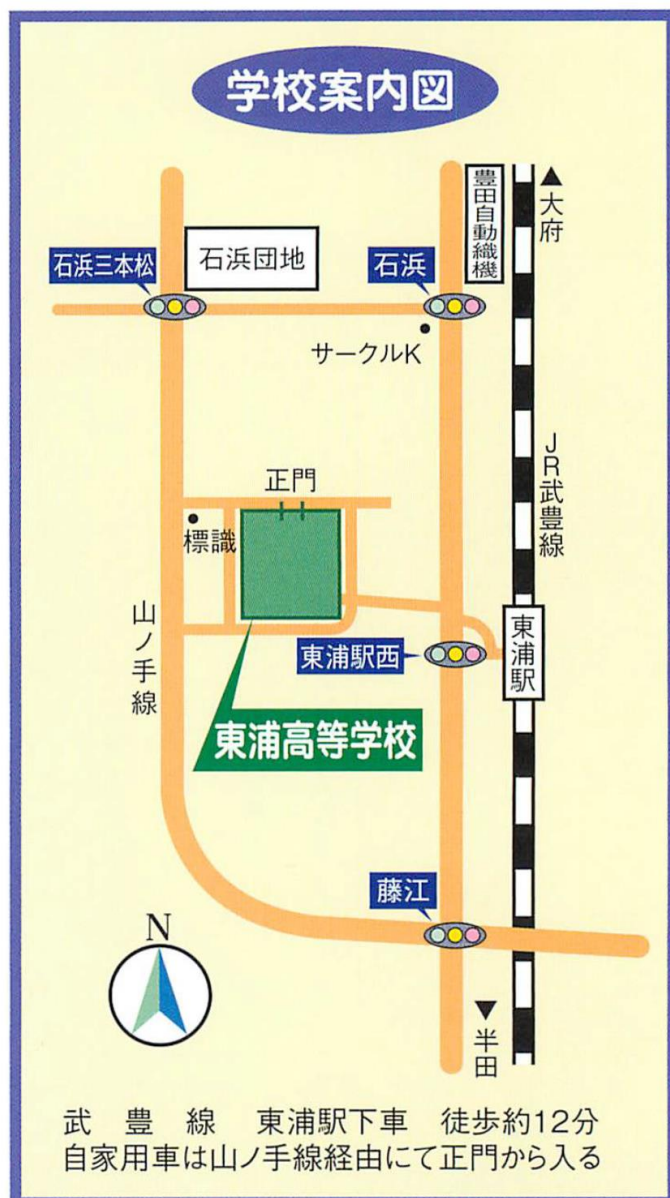 学校案内図
豊田自動織機
▲大府
石浜三本松
石浜団地
石浜
サークルK
JR武豊線
正門
標識
山ノ手線
東浦駅西
東浦駅
東浦高等学校
藤江
N
▼半田
武豊線 東浦駅下車 徒歩約12分
自家用車は山ノ手線経由にて正門から入る